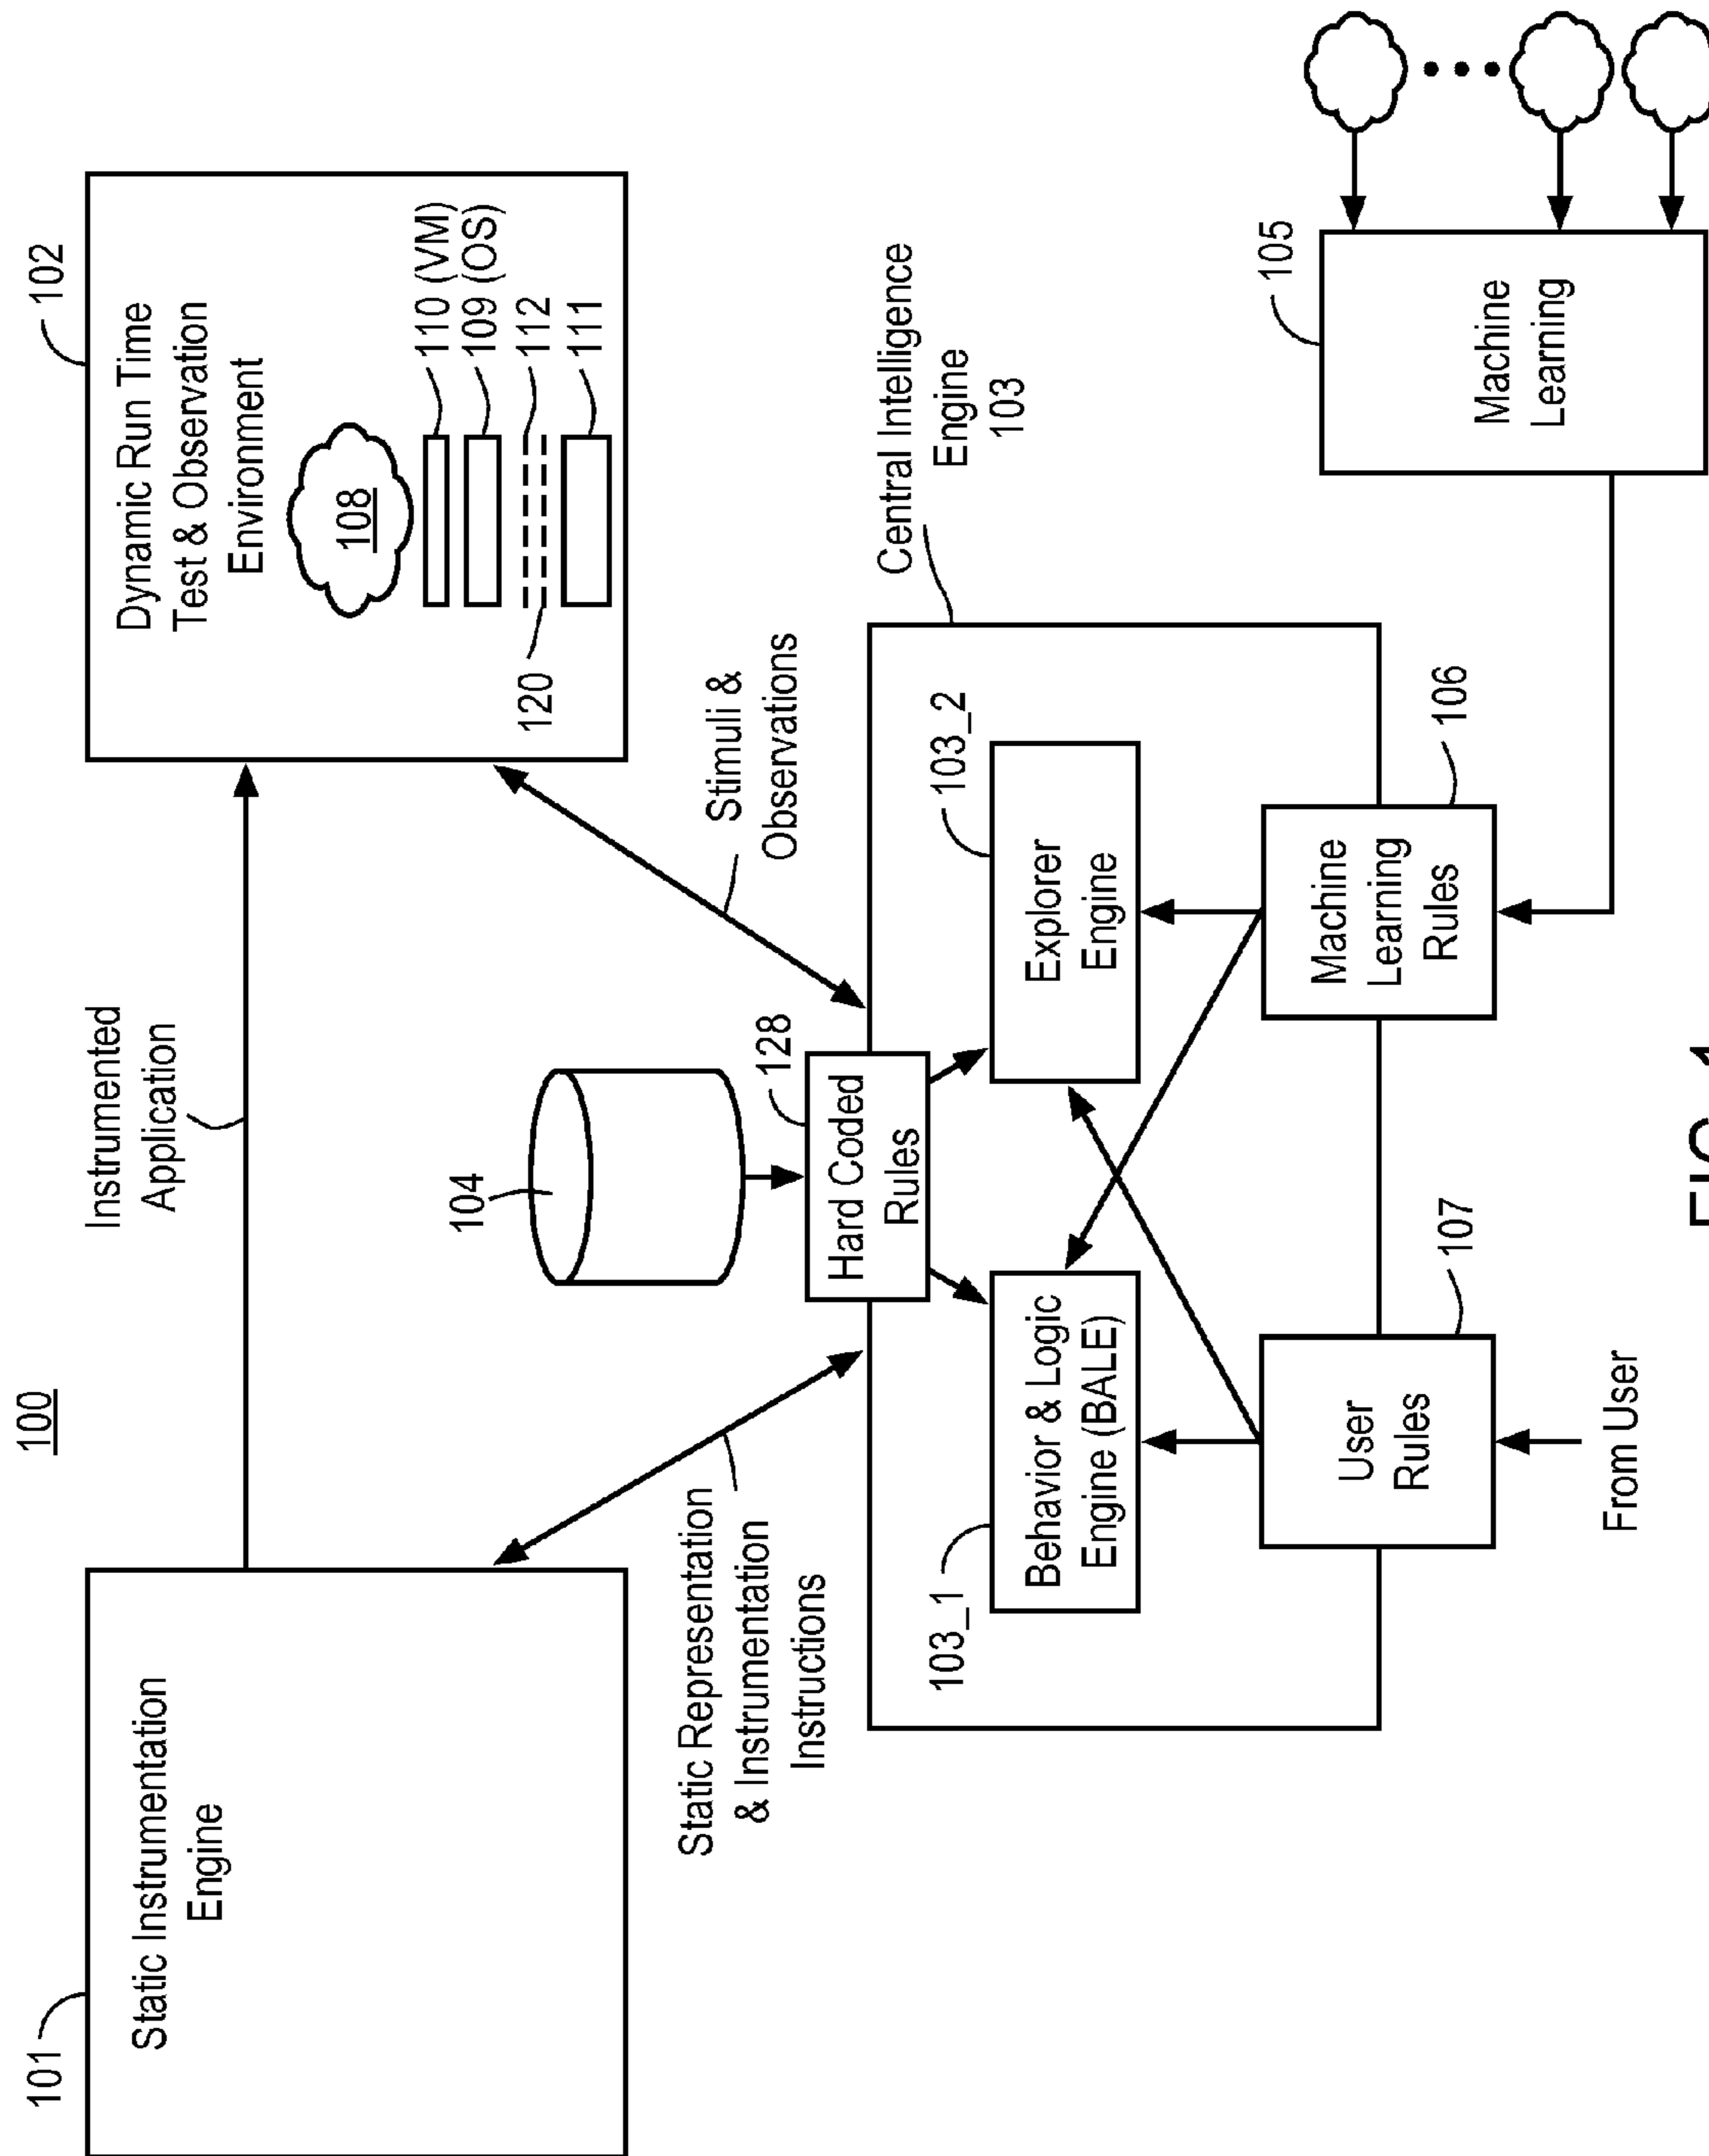 100
101
Static Instrumentation
Engine
Instrumented
Application
102
Dynamic Run Time
Test & Observation
Environment
108
110 (VM)
109 (OS)
112
111
120
Static Representation
& Instrumentation
Instructions
104
Stimuli &
Observations
128
Hard Coded
Rules
Central Intelligence
Engine
103
103_1
Behavior & Logic
Engine (BALE)
103_2
Explorer
Engine
107
User
Rules
From User
106
Machine
Learning
Rules
105
Machine
Learning